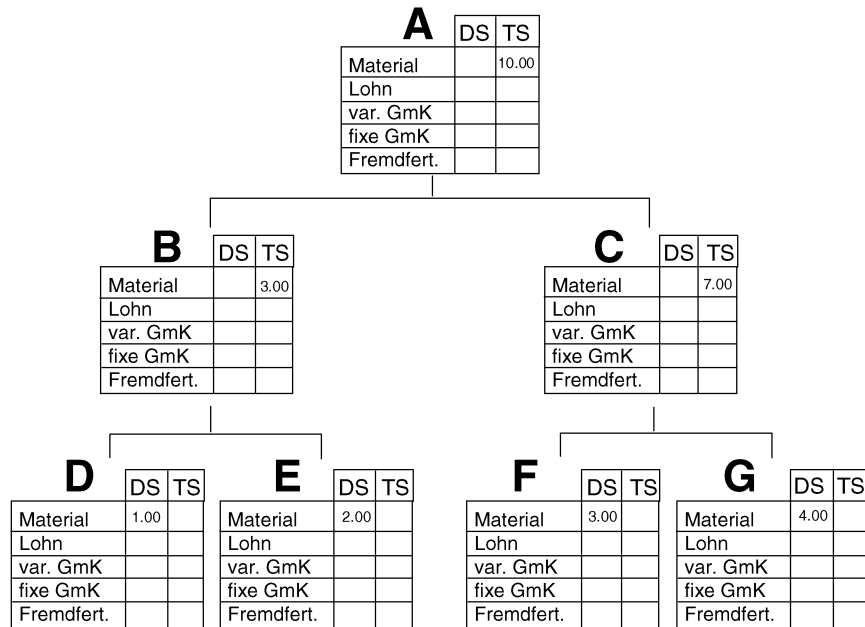 A DS TS
Material 10.00
Lohn
var. GmK
fixe GmK
Fremdfert.
B DS TS
Material 3.00
Lohn
var. GmK
fixe GmK
Fremdfert.
C DS TS
Material 7.00
Lohn
var. GmK
fixe GmK
Fremdfert.
D DS TS
Material 1.00
Lohn
var. GmK
fixe GmK
Fremdfert.
E DS TS
Material 2.00
Lohn
var. GmK
fixe GmK
Fremdfert.
F DS TS
Material 3.00
Lohn
var. GmK
fixe GmK
Fremdfert.
G DS TS
Material 4.00
Lohn
var. GmK
fixe GmK
Fremdfert.